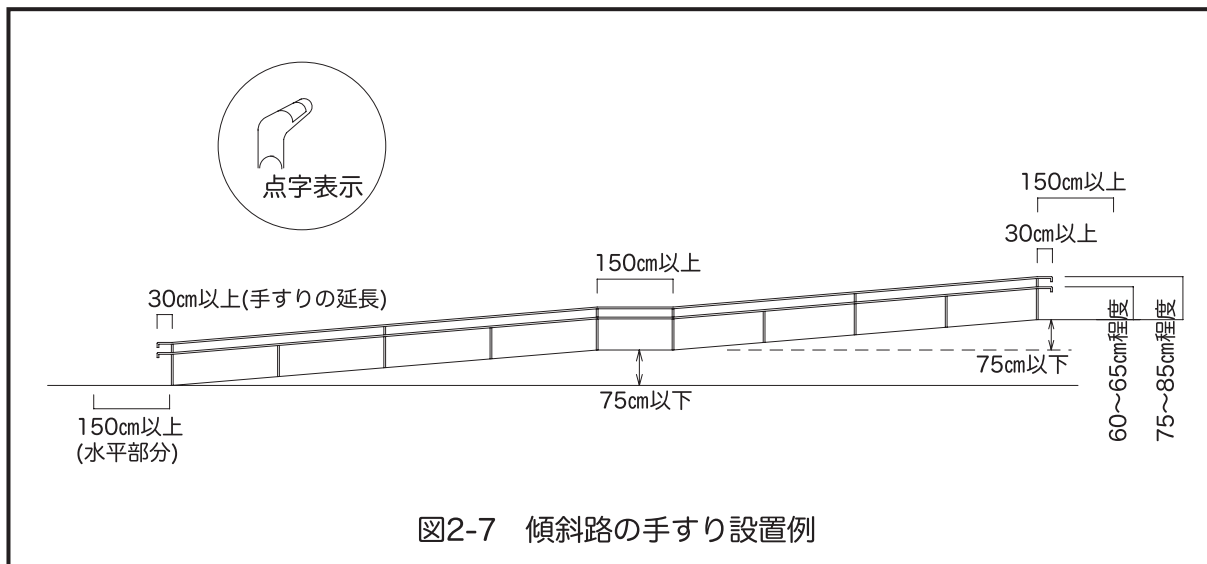 点字表示
150㎝以上
30㎝以上
150㎝以上
30㎝以上(手すりの延長)
75㎝以下
75㎝以下
60～65㎝程度
75～85㎝程度
150㎝以上
(水平部分)
図2-7　傾斜路の手すり設置例